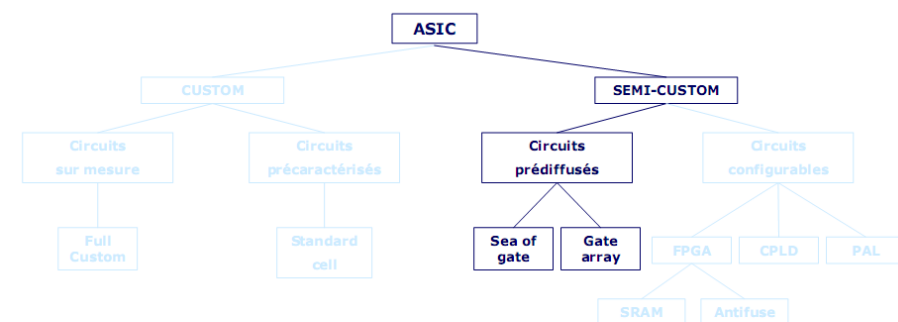 ASIC
CUSTOM
SEMI-CUSTOM
Circuits
sur mesure
Circuits
précaractérisés
Circuits
prédiffusés
Circuits
configurables
Full
Custom
Standard
cell
Sea of
gate
Gate
array
FPGA
CPLD
PAL
SRAM
Antifuse